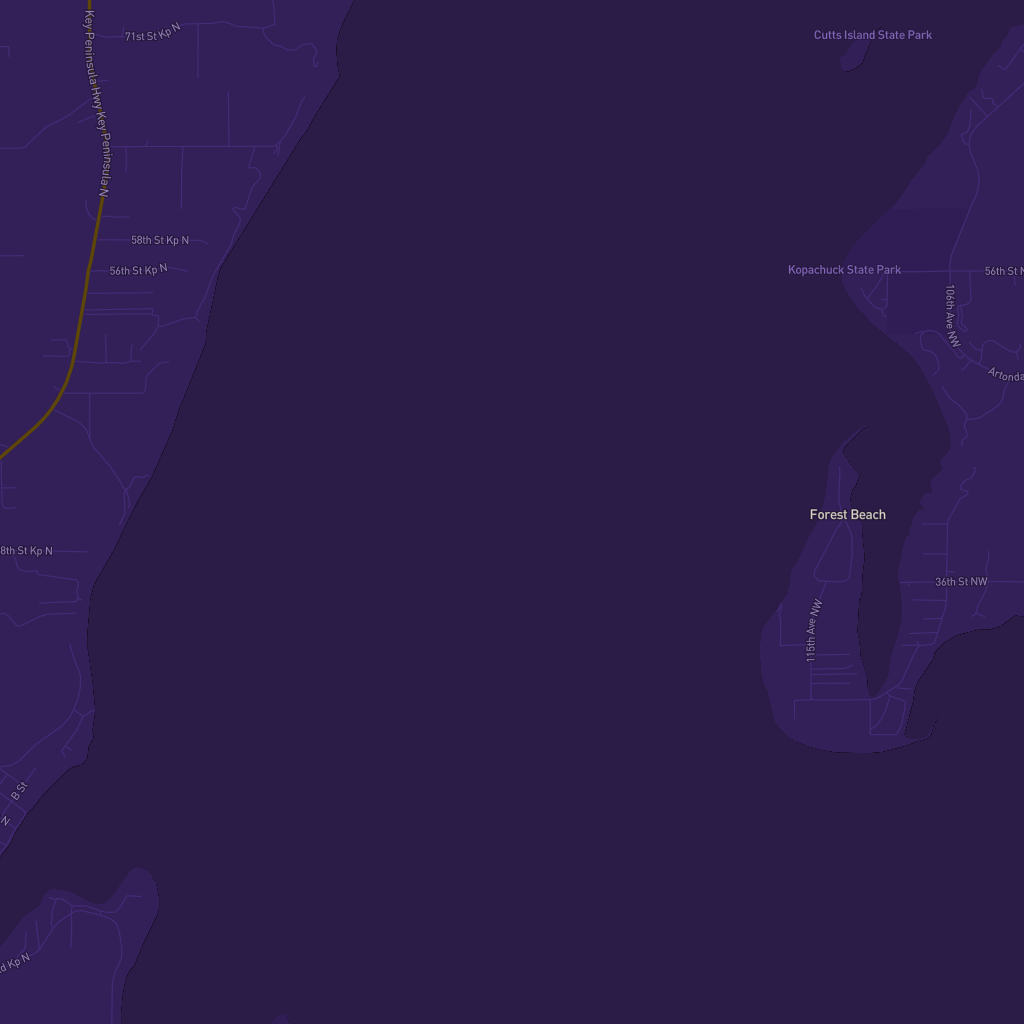 Key Peninsula Hwy
Key Peninsula N
71st St Kp N
Cutts Island State Park
58th St Kp N
56th St Kp N
Kopachuck State Park
56th St N
106th Ave NW
Artonda
Forest Beach
8th St Kp N
36th St NW
115th Ave NW
B St
N
d Kp N